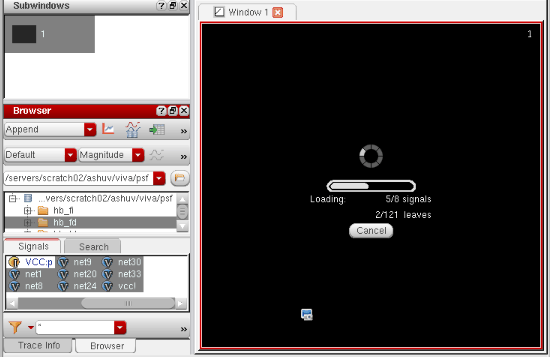 Subwindows
1
Browser
Append
»
Default
Magnitude
»
/servers/scratch02/ashuv/viva/psf
...vers/scratch02/ashuv/viva/psf
hb_fi
hb_fd
Signals
Search
VCC:p
net9
net30
net1
net20
net33
net8
net24
vcc!
*
»
Trace Info
Browser
Window 1
1
Loading:
5/8 signals
2/121 leaves
Cancel